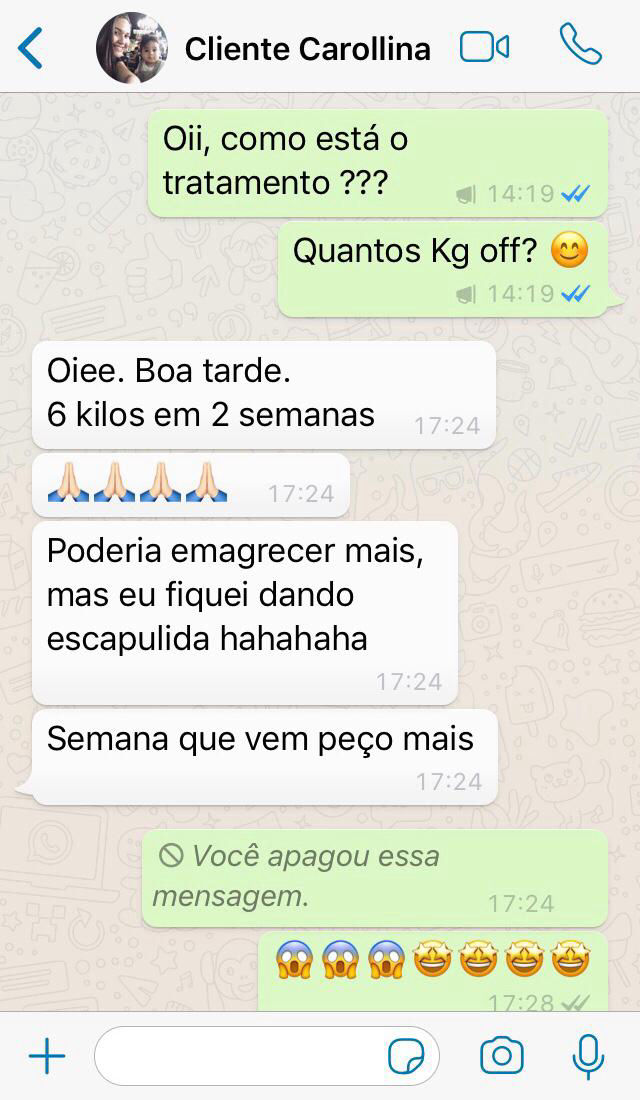 Cliente Carollina
Oii, como está o
tratamento ???
14:19
Quantos Kg off? 😊
14:19
Oiee. Boa tarde.
6 kilos em 2 semanas
17:24
🙏🏻🙏🏻🙏🏻🙏🏻
17:24
Poderia emagrecer mais,
mas eu fiquei dando
escapulida hahahaha
17:24
Semana que vem peço mais
17:24
Você apagou essa
mensagem.
17:24
😱😱😱🤩🤩🤩🤩
17:28